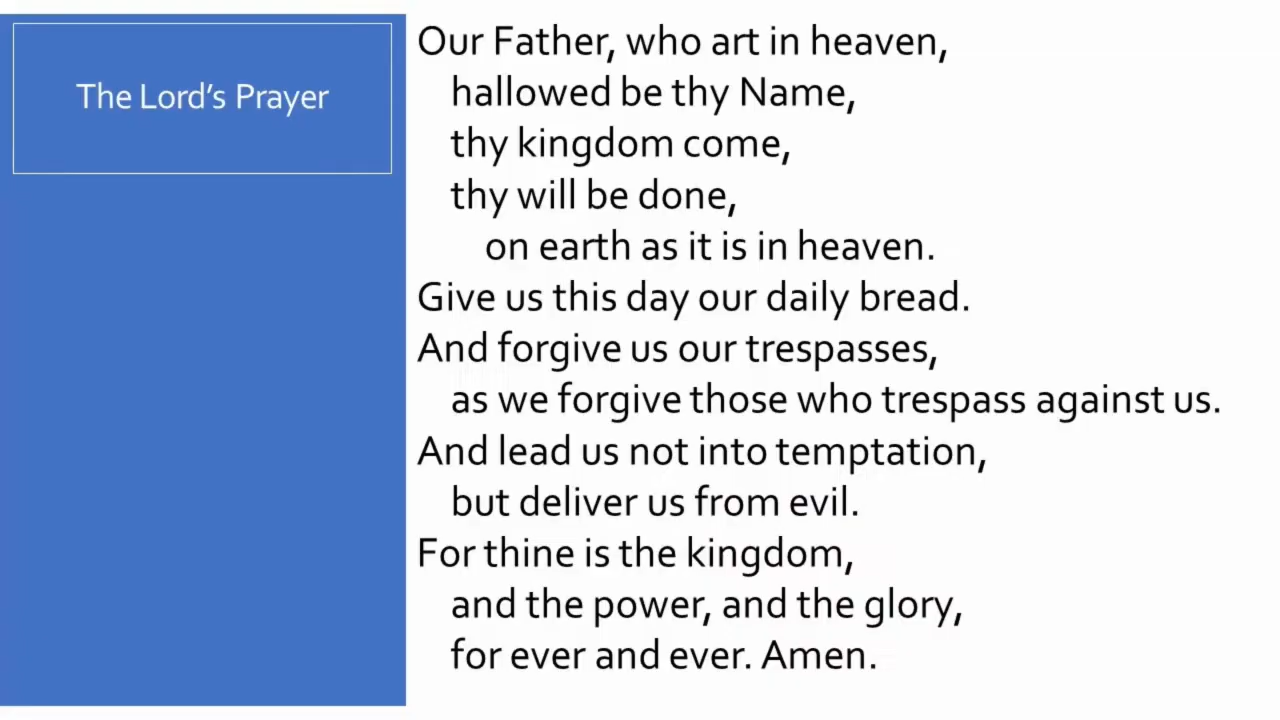 The Lord’s Prayer
Our Father, who art in heaven,
hallowed be thy Name,
thy kingdom come,
thy will be done,
on earth as it is in heaven.
Give us this day our daily bread.
And forgive us our trespasses,
as we forgive those who trespass against us.
And lead us not into temptation,
but deliver us from evil.
For thine is the kingdom,
and the power, and the glory,
for ever and ever. Amen.